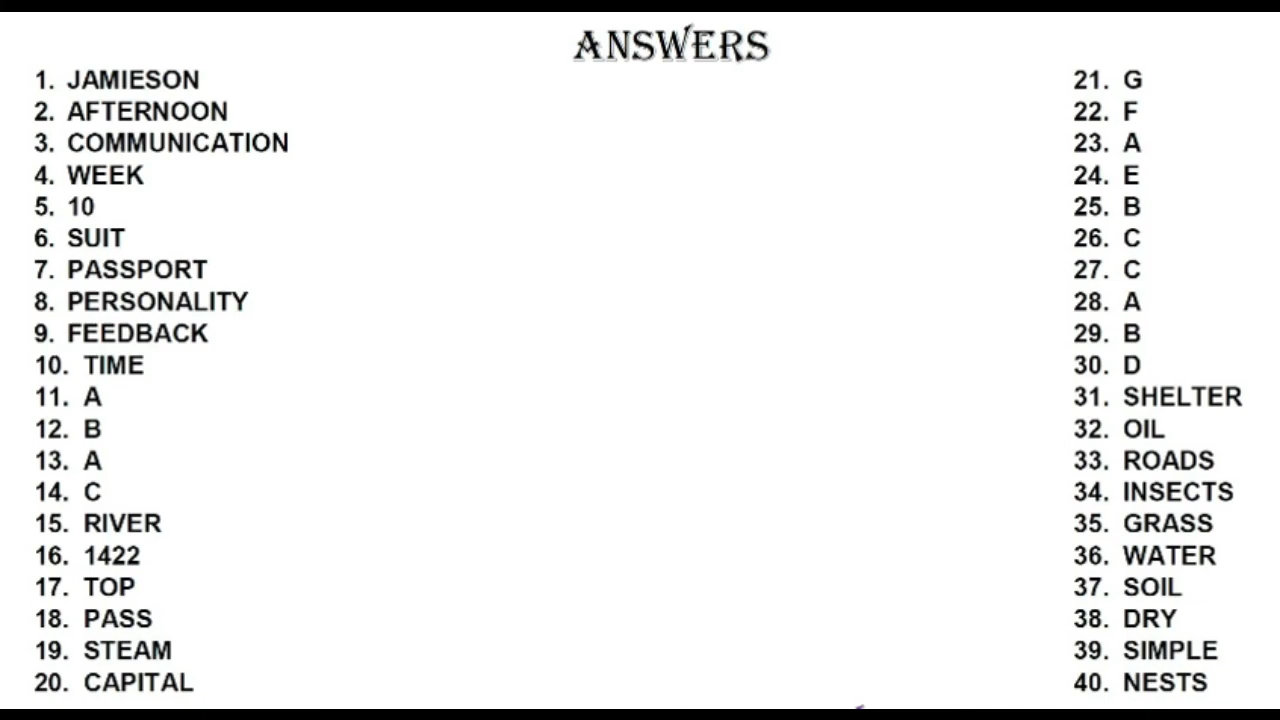 ANSWERS
1. JAMIESON
2. AFTERNOON
3. COMMUNICATION
4. WEEK
5. 10
6. SUIT
7. PASSPORT
8. PERSONALITY
9. FEEDBACK
10. TIME
11. A
12. B
13. A
14. C
15. RIVER
16. 1422
17. TOP
18. PASS
19. STEAM
20. CAPITAL
21. G
22. F
23. A
24. E
25. B
26. C
27. C
28. A
29. B
30. D
31. SHELTER
32. OIL
33. ROADS
34. INSECTS
35. GRASS
36. WATER
37. SOIL
38. DRY
39. SIMPLE
40. NESTS